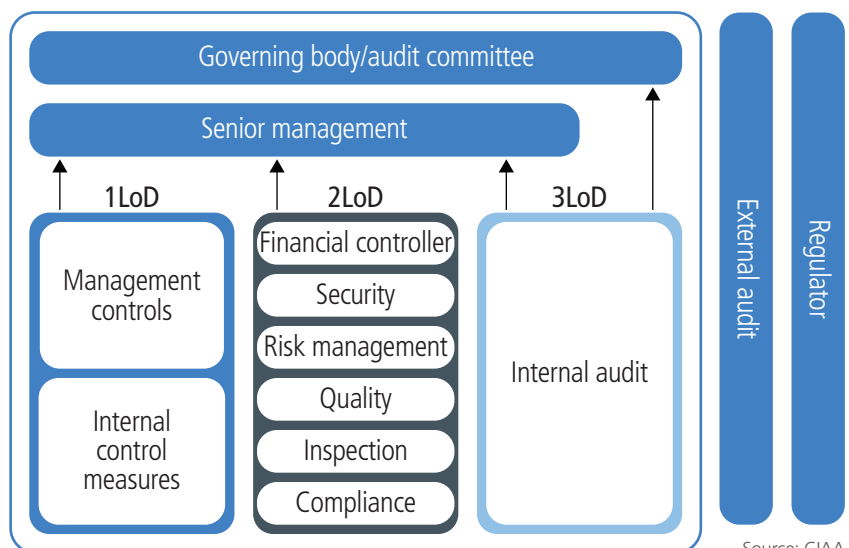 Governing body/audit committee
Senior management
1LoD
2LoD
3LoD
Management
controls
Internal
control
measures
Financial controller
Security
Risk management
Quality
Inspection
Compliance
Internal audit
External audit
Regulator